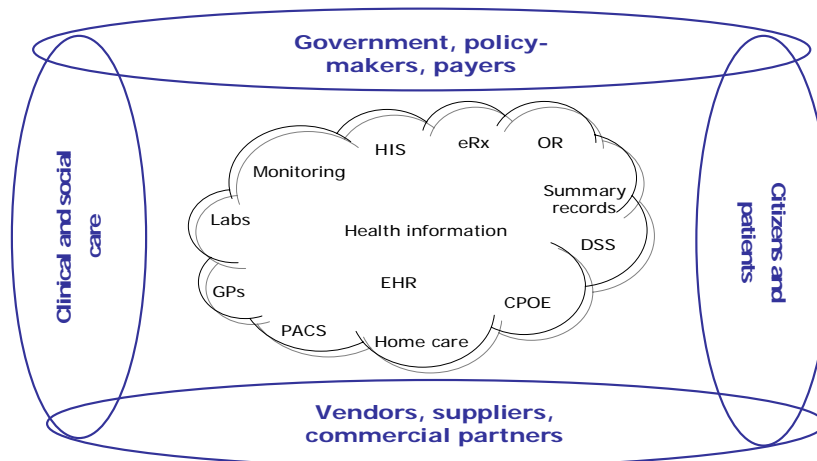 Government, policy-
makers, payers
Clinical and social
care
HIS
eRx
OR
Monitoring
Summary
records
Labs
Health information
DSS
EHR
GPs
CPOE
PACS
Home care
Citizens and
patients
Vendors, suppliers,
commercial partners